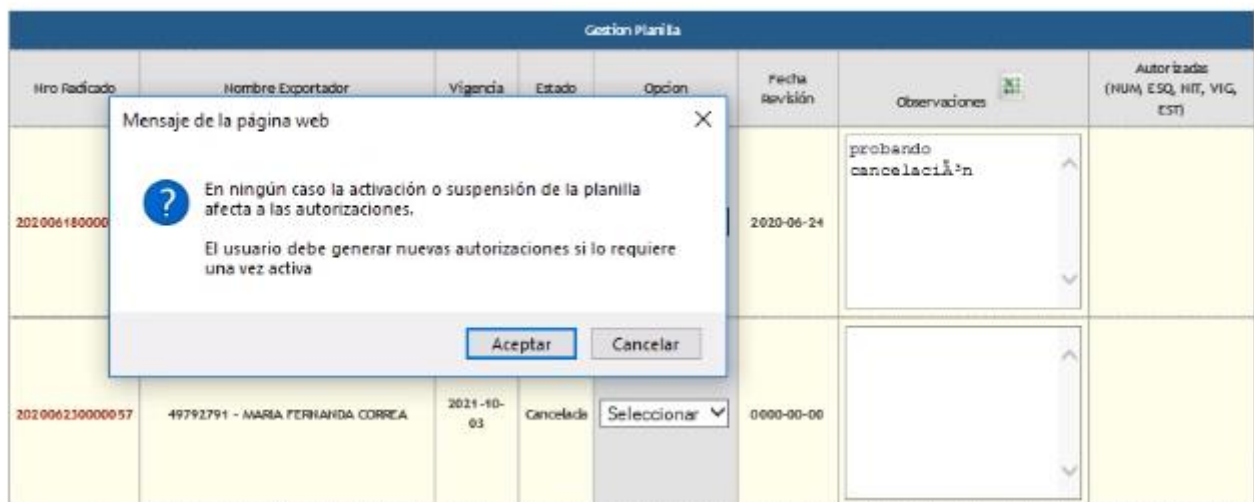 Gestion Planilla
Nro Radicado
Nombre Exportador
Vigencia
Estado
Opcion
Fecha
Revisión
Observaciones
Autorizadas
(NUM, ESQ, NIT, VIG,
EST)
Mensaje de la página web
En ningún caso la activación o suspensión de la planilla
afecta a las autorizaciones.
El usuario debe generar nuevas autorizaciones si lo requiere
una vez activa
Aceptar
Cancelar
202006180000
2020-06-24
probando
cancelaciÃ³n
202006230000057
49792791 - MARIA FERNANDA CORREA
2021-10-
03
Cancelada
Seleccionar
0000-00-00